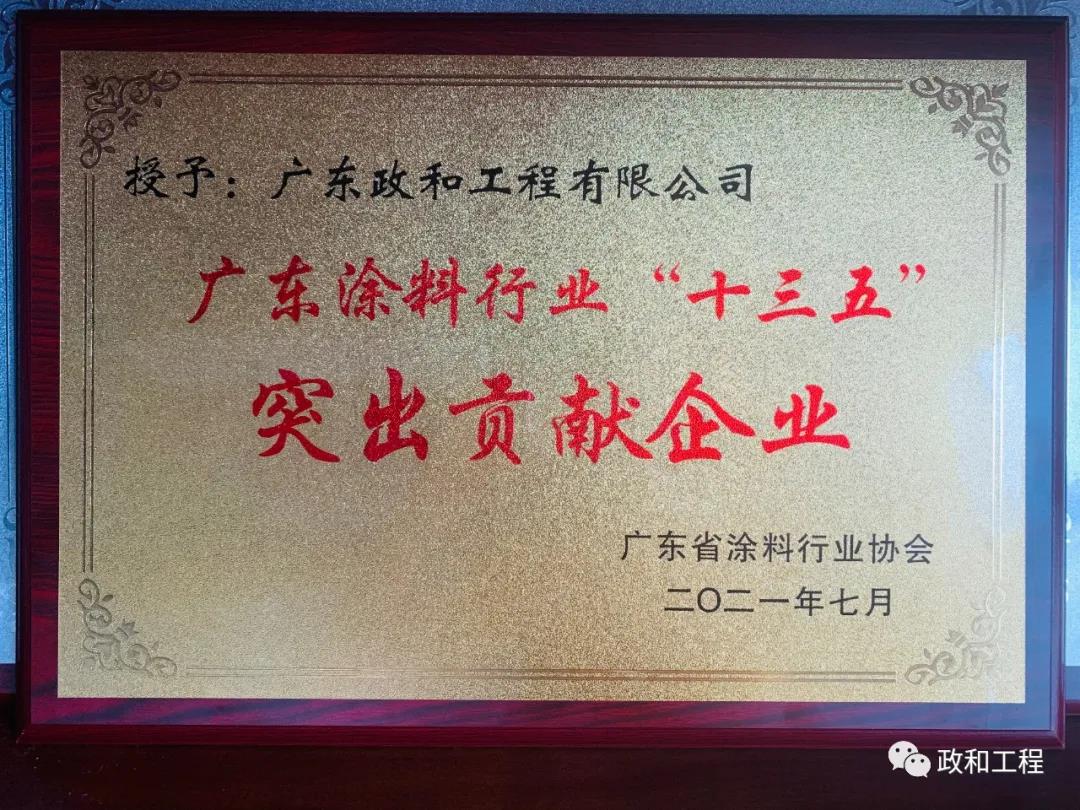 授予：广东政和工程有限公司
广东涂料行业“十三五”
突出贡献企业
广东省涂料行业协会
二〇二一年七月
政和工程